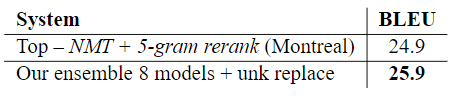 System BLEU
Top – NMT + 5-gram rerank (Montreal) 24.9
Our ensemble 8 models + unk replace 25.9